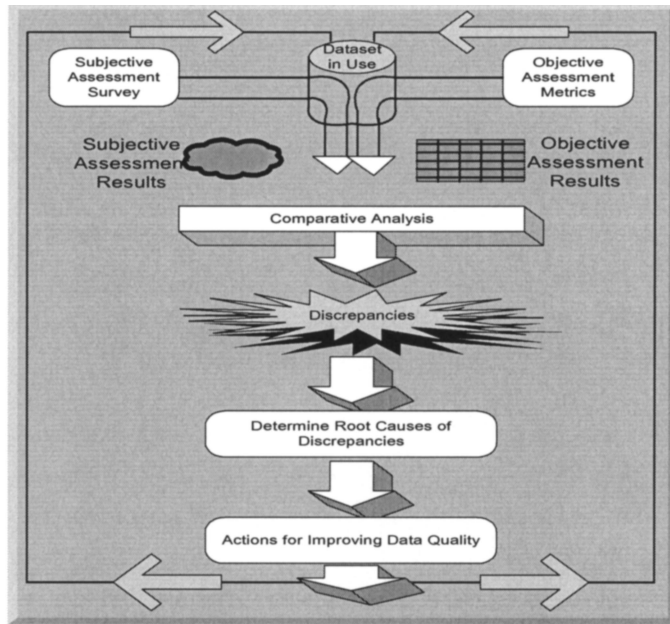 Dataset
in Use
Subjective
Assessment
Survey
Objective
Assessment
Metrics
Subjective
Assessment
Results
Objective
Assessment
Results
Comparative Analysis
Discrepancies
Determine Root Causes of
Discrepancies
Actions for Improving Data Quality